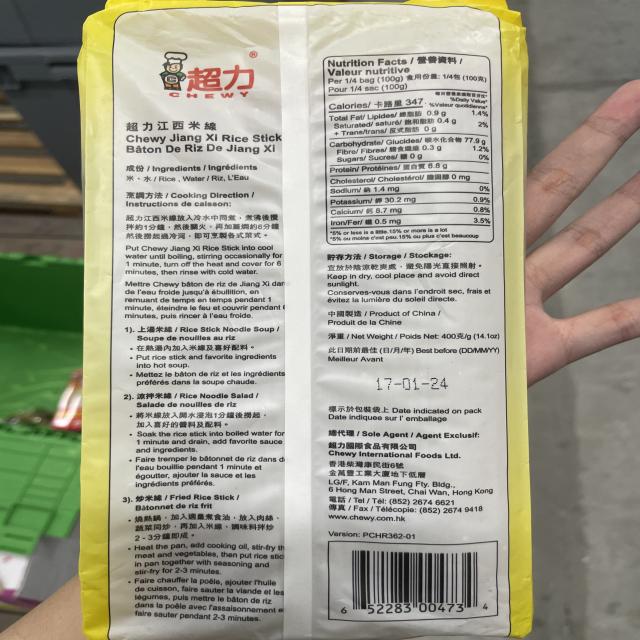 超力®
CHEWY
超力江西米線
Chewy Jiang Xi Rice Stick
Bâton De Riz De Jiang Xi
成份 / Ingredients / Ingrédients
米、水 / Rice , Water / Riz, L'Eau
烹調方法 / Cooking Direction /
Instructions de caisson:
超力江西米線放入冷水中同煮，煮沸後攪
拌約1分鐘，然後關火，再加蓋焗約6分鐘
然後撈起過冷河，即可烹製各式菜式。
Put Chewy Jiang Xi Rice Stick into cool
water until boiling, stirring occasionally for
1 minute, turn off the heat and cover for 6
minutes, then rinse with cold water.
Mettre Chewy bâton de riz de Jiang Xi dans
de l'eau froide jusqu'à ébullition, en
remuant de temps en temps pendant 1
minute, éteindre le feu et couvrir pendant
minutes, puis rincer à l'eau froide.
1). 上湯米線 / Rice Stick Noodle Soup /
Soupe de nouilles au riz
• 在熱湯內加入米線及喜好配料。
• Put rice stick and favorite ingredients
into hot soup.
• Mettez le bâton de riz et les ingrédients
préférés dans la soupe chaude.
2). 涼拌米線 / Rice Noodle Salad /
Salade de nouilles de riz
• 將米線放入開水浸泡1分鐘後撈起，
加入喜好的醬料及配料。
• Soak the rice stick into boiled water for
1 minute and drain, add favorite sauce
and ingredients.
• Faire tremper le bâtonnet de riz dans de
l'eau bouillie pendant 1 minute et
égoutter, ajouter la sauce et les
ingrédients préférés.
3). 炒米線 / Fried Rice Stick /
Bâtonnet de riz frit
• 燒熱鍋，加入適量煮食油，放入肉絲、
蔬菜同炒，再加入米線、調味料拌炒
2 - 3分鐘即成。
• Heat the pan, add cooking oil, stir-fry the
meat and vegetables, then put rice stick
in pan together with seasoning and
stir-fry for 2-3 minutes.
• Faire chauffer la poêle, ajouter l'huile
de cuisson, faire sauter la viande et les
légumes, puis mettre le bâton de riz
dans la poêle avec l'assaisonnement et
faire sauter pendant 2-3 minutes.
Nutrition Facts / 營養資料 /
Valeur nutritive
Per 1/4 bag (100g) 食用份量: 1/4包 (100克)
Pour 1/4 sac (100g)
Calories/ 卡路里 347
%Daily Value*
%Valeur quotidienne*
Total Fat/ Lipides/ 總脂肪 0.9 g 1.4%
Saturated/ saturé/ 飽和脂肪 0.4 g 2%
+ Trans/trans/ 反式脂肪 0 g
Carbohydrate/ Glucides/ 碳水化合物 77.9 g
Fibre/ Fibres/ 膳食纖維 0.3 g 1.2%
Sugars/ Sucres/ 糖 0 g 0%
Protein/ Protéines/ 蛋白質 6.8 g
Cholesterol/ Cholestérol/ 膽固醇 0 mg
Sodium/ 鈉 1.4 mg 0%
Potassium/ 鉀 30.2 mg 0.9%
Calcium/ 鈣 8.7 mg 0.8%
Iron/Fer/ 鐵 0.5 mg 3.5%
*5% or less is a little.15% or more is a lot
*5% ou moins c'est peu.15% ou plus c'est beaucoup
貯存方法 / Storage / Stockage:
宜放於陰涼乾爽處，避免陽光直接照射。
Keep in dry, cool place and avoid direct
sunlight.
Conserves-vous dans l'endroit sec, frais et
évitez la lumière du soleil directe.
中國製造 / Product of China /
Produit de la Chine
淨重 / Net Weight / Poids Net: 400克/g (14.1oz)
此日期前最佳 (日/月/年) Best before (DD/MM/YY)
Meilleur Avant
17-01-24
標示於包裝袋上 Date indicated on packet
Date indiquee sur l' emballage
總代理 / Sole Agent / Agent Exclusif:
超力國際食品有限公司
Chewy International Foods Ltd.
香港柴灣康民街6號
金萬豐工業大廈地下低層
LG/F, Kam Man Fung Fty. Bldg.,
6 Hong Man Street, Chai Wan, Hong Kong
電話 / Tel / Tél: (852) 2674 6621
傳真 / Fax / Télécopie: (852) 2674 9418
www.chewy.com.hk
Version: PCHR362-01
6 52283 00473 4